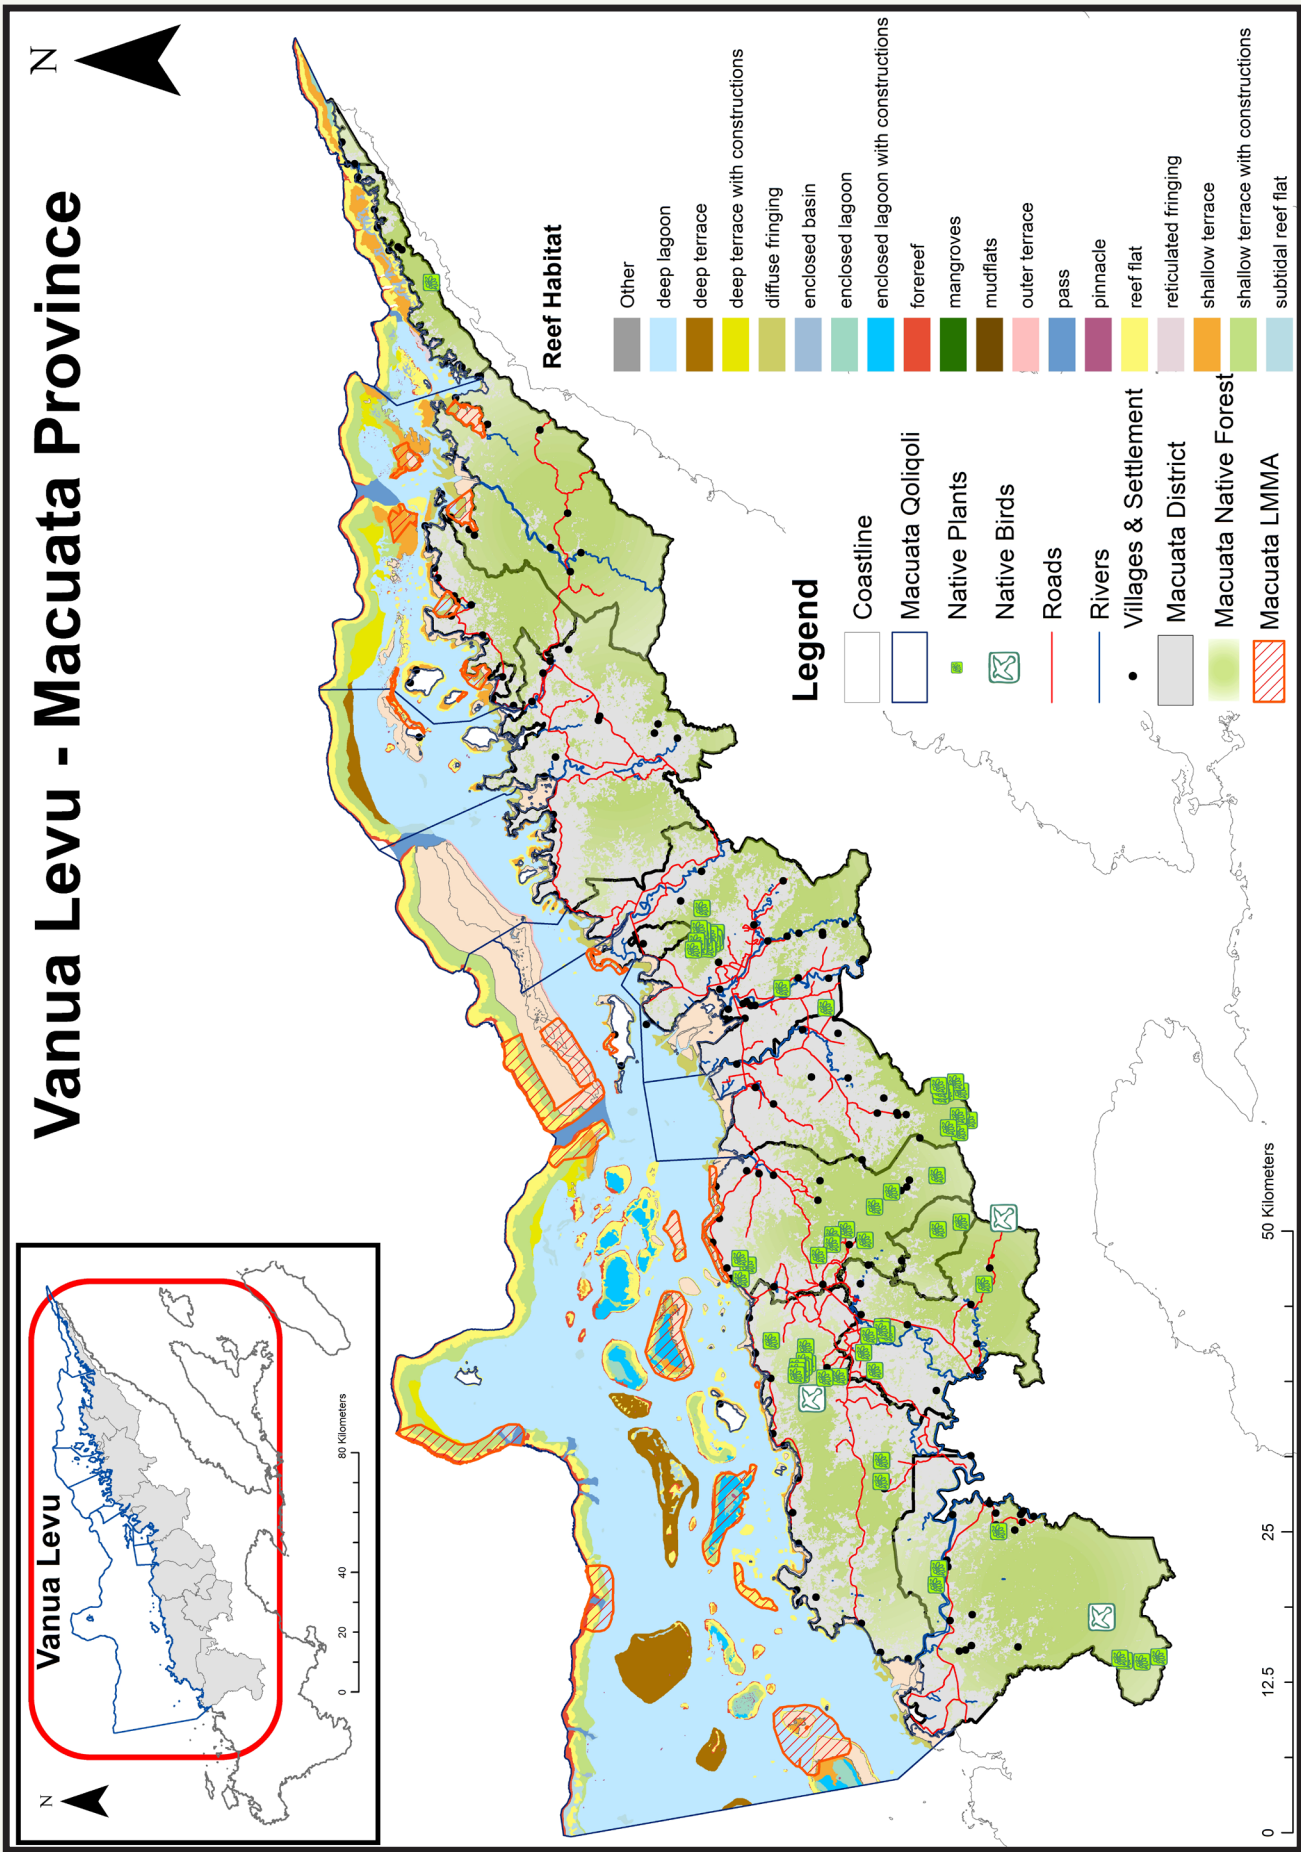 Vanua Levu - Macuata Province
N
Vanua Levu
N
0 20 40 80 Kilometers
Reef Habitat
Other
deep lagoon
deep terrace
deep terrace with constructions
diffuse fringing
enclosed basin
enclosed lagoon
enclosed lagoon with constructions
forereef
mangroves
mudflats
outer terrace
pass
pinnacle
reef flat
reticulated fringing
shallow terrace
shallow terrace with constructions
subtidal reef flat
Legend
Coastline
Macuata Qoliqoli
Native Plants
Native Birds
Roads
Rivers
Villages & Settlement
Macuata District
Macuata Native Forest
Macuata LMMA
0 12.5 25 50 Kilometers